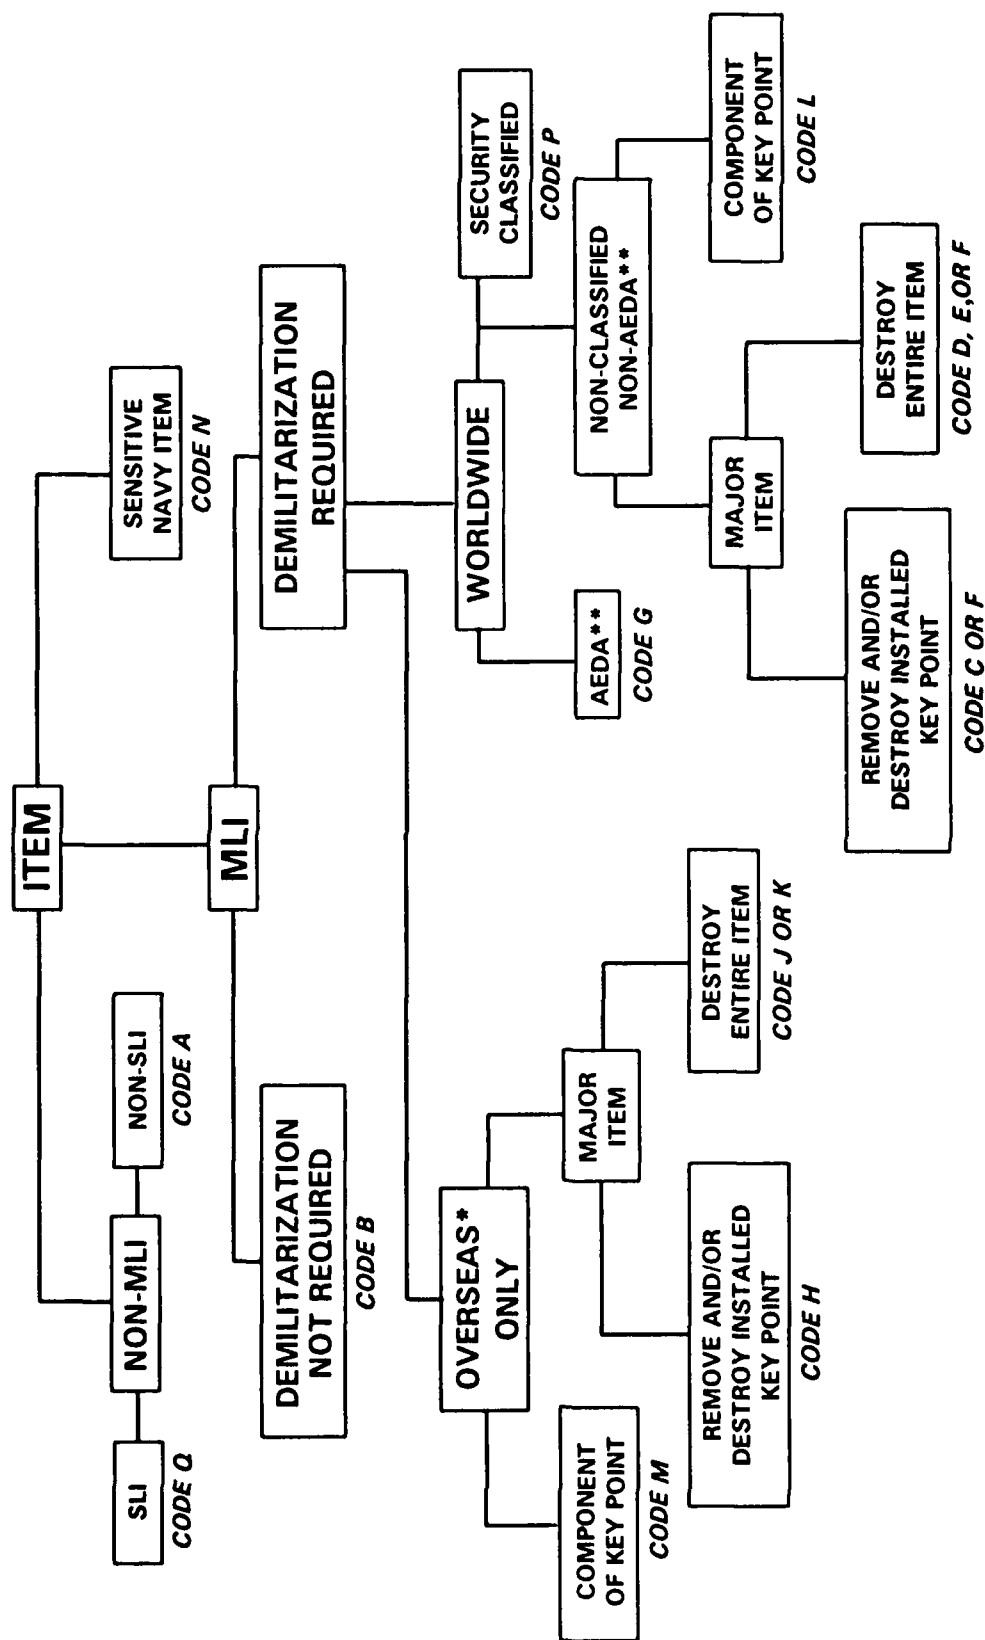 ITEM
NON-MLI
SLI
CODE Q
NON-SLI
CODE A
SENSITIVE
NAVY ITEM
CODE N
MLI
DEMILITARIZATION
NOT REQUIRED
CODE B
DEMILITARIZATION
REQUIRED
OVERSEAS*
ONLY
COMPONENT
OF KEY POINT
CODE M
MAJOR
ITEM
REMOVE AND/OR
DESTROY INSTALLED
KEY POINT
CODE H
DESTROY
ENTIRE ITEM
CODE J OR K
WORLDWIDE
AEDA**
CODE G
SECURITY
CLASSIFIED
CODE P
NON-CLASSIFIED
NON-AEDA**
MAJOR
ITEM
REMOVE AND/OR
DESTROY INSTALLED
KEY POINT
CODE C OR F
DESTROY
ENTIRE ITEM
CODE D, E,OR F
COMPONENT
OF KEY POINT
CODE L